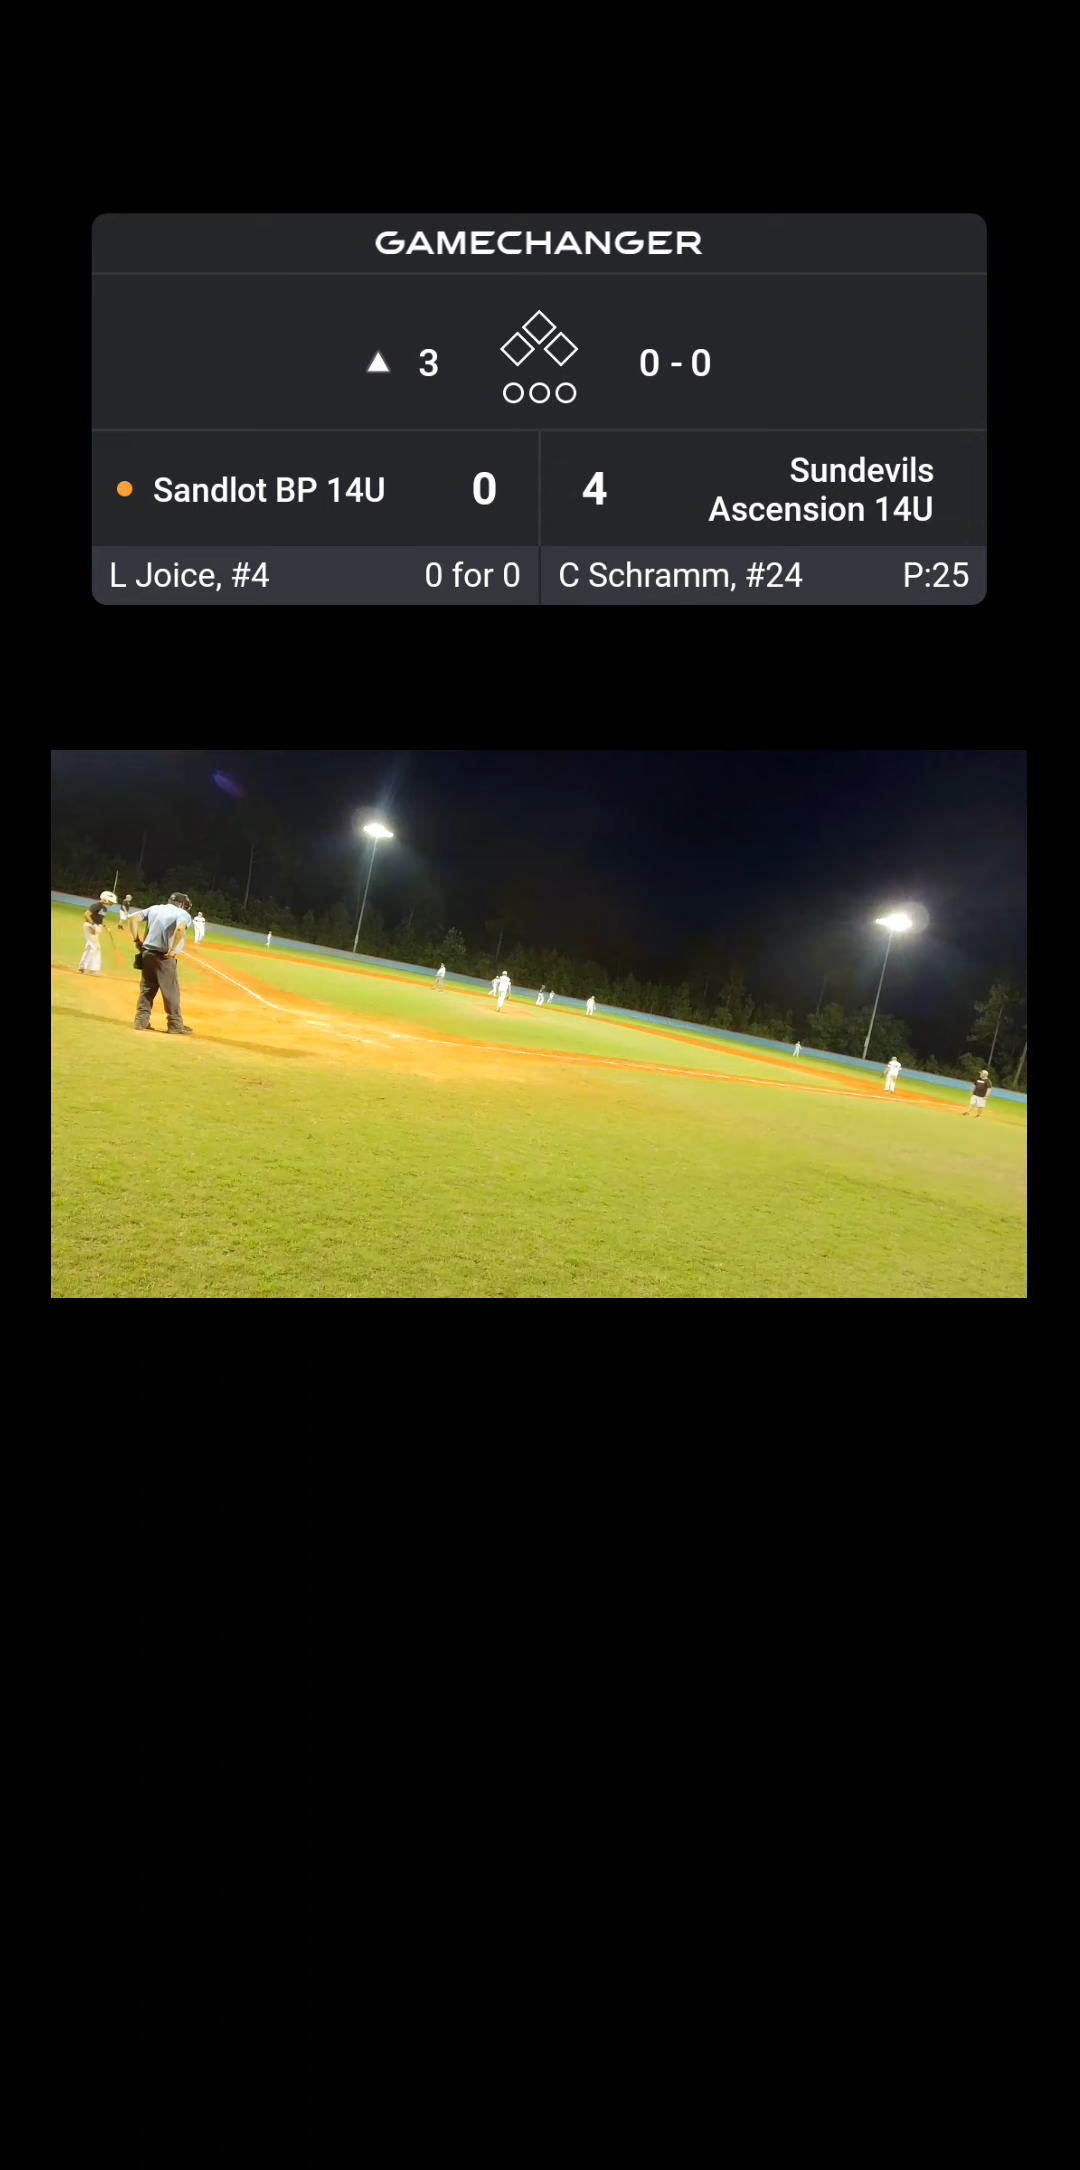 GAMECHANGER
3
0 - 0
Sandlot BP 14U 0
4 Sundevils
Ascension 14U
L Joice, #4 0 for 0
C Schramm, #24 P:25